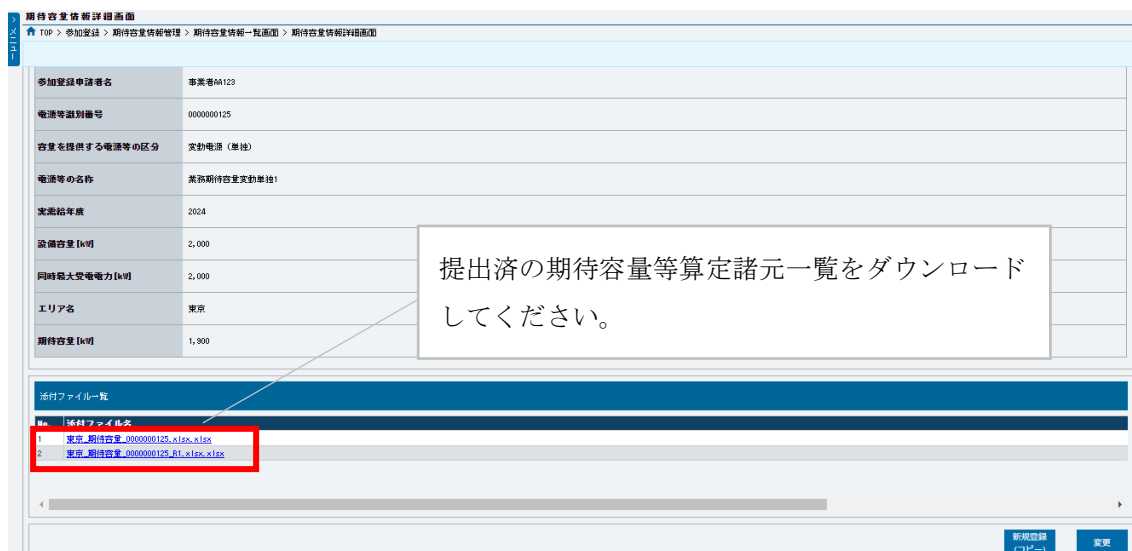 期待容量情報詳細画面
メニュー
TOP > 参加登録 > 期待容量情報管理 > 期待容量情報一覧画面 > 期待容量情報詳細画面
参加登録申請者名 事業者AA123
電源等識別番号 0000000125
容量を提供する電源等の区分 変動電源（単独）
電源等の名称 業務期待容量変動単独1
実需給年度 2024
設備容量[kW] 2,000
同時最大受電電力[kW] 2,000
エリア名 東京
期待容量[kW] 1,900
提出済の期待容量等算定諸元一覧をダウンロード
してください。
添付ファイル一覧
No. 添付ファイル名
1 東京_期待容量_0000000125.xlsx.xlsx
2 東京_期待容量_0000000125_R1.xlsx.xlsx
新規登録
(コピー)
変更